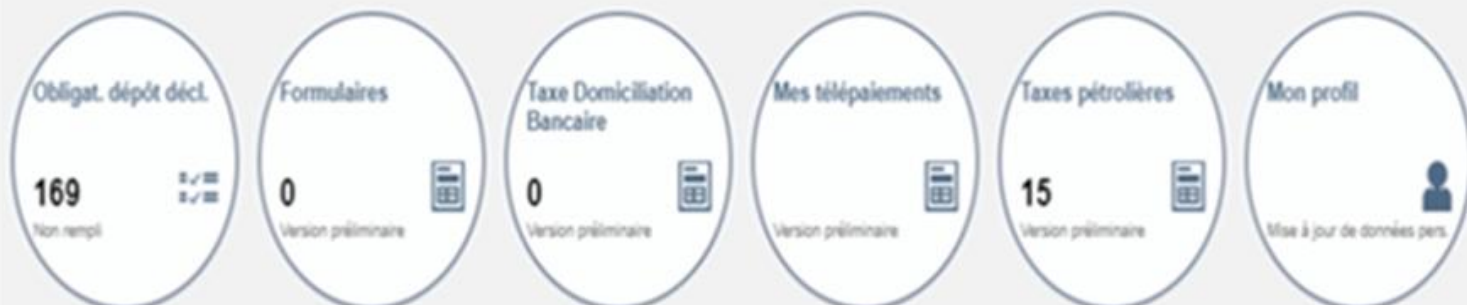 Obligat. dépôt décl.
169
Non rempli
Formulaires
0
Version préliminaire
Taxe Domiciliation
Bancaire
0
Version préliminaire
Mes télépaiements
Version préliminaire
Taxes pétrolières
15
Version préliminaire
Mon profil
Mise à jour de données pers.